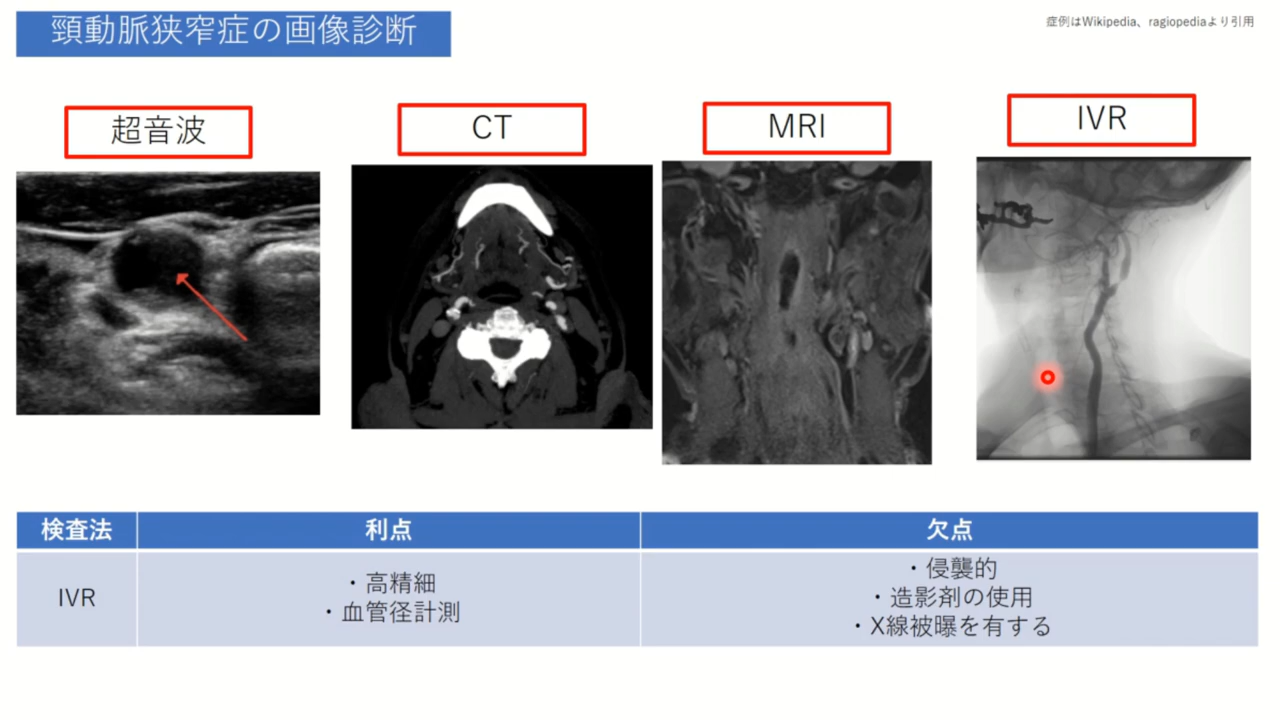 頸動脈狭窄症の画像診断
症例はWikipedia、ragiopediaより引用
超音波
CT
MRI
IVR
検査法
利点
欠点
IVR
・高精細
・血管径計測
・侵襲的
・造影剤の使用
・X線被曝を有する